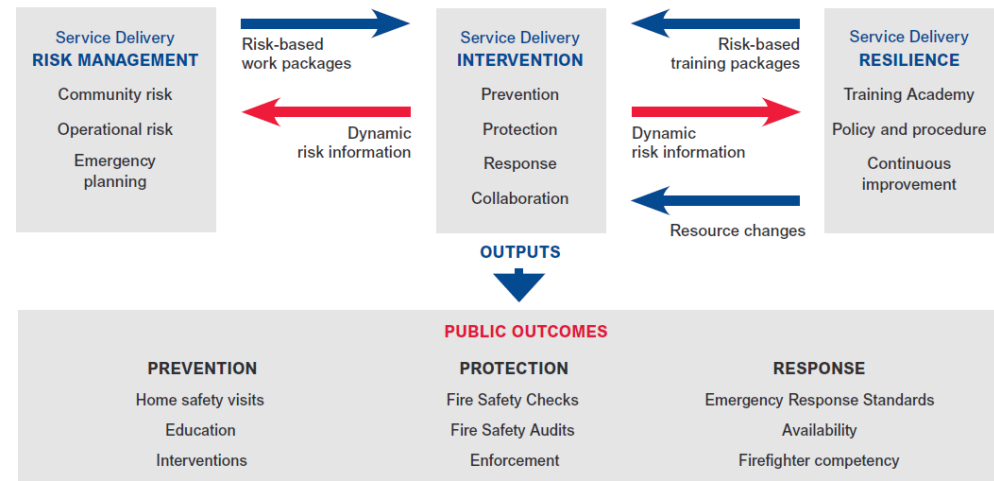 Service Delivery
RISK MANAGEMENT
Community risk
Operational risk
Emergency
planning
Risk-based
work packages
Dynamic
risk information
Service Delivery
INTERVENTION
Prevention
Protection
Response
Collaboration
Risk-based
training packages
Dynamic
risk information
Resource changes
Service Delivery
RESILIENCE
Training Academy
Policy and procedure
Continuous
improvement
OUTPUTS
PUBLIC OUTCOMES
PREVENTION
Home safety visits
Education
Interventions
PROTECTION
Fire Safety Checks
Fire Safety Audits
Enforcement
RESPONSE
Emergency Response Standards
Availability
Firefighter competency